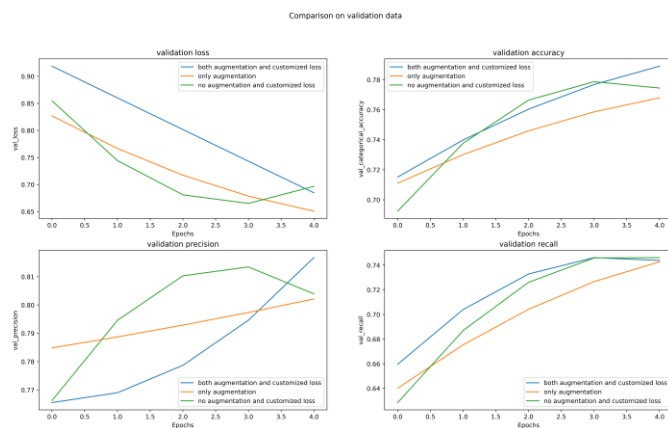 Comparison on validation data
validation loss
both augmentation and customized loss
only augmentation
no augmentation and customized loss
val_loss
0.90
0.85
0.80
0.75
0.70
0.65
0.0 0.5 1.0 1.5 2.0 2.5 3.0 3.5 4.0
Epochs
validation accuracy
both augmentation and customized loss
only augmentation
no augmentation and customized loss
val_categorical_accuracy
0.78
0.76
0.74
0.72
0.70
0.0 0.5 1.0 1.5 2.0 2.5 3.0 3.5 4.0
Epochs
validation precision
val_precision
0.81
0.80
0.79
0.78
0.77
both augmentation and customized loss
only augmentation
no augmentation and customized loss
0.0 0.5 1.0 1.5 2.0 2.5 3.0 3.5 4.0
Epochs
validation recall
val_recall
0.74
0.72
0.70
0.68
0.66
0.64
both augmentation and customized loss
only augmentation
no augmentation and customized loss
0.0 0.5 1.0 1.5 2.0 2.5 3.0 3.5 4.0
Epochs